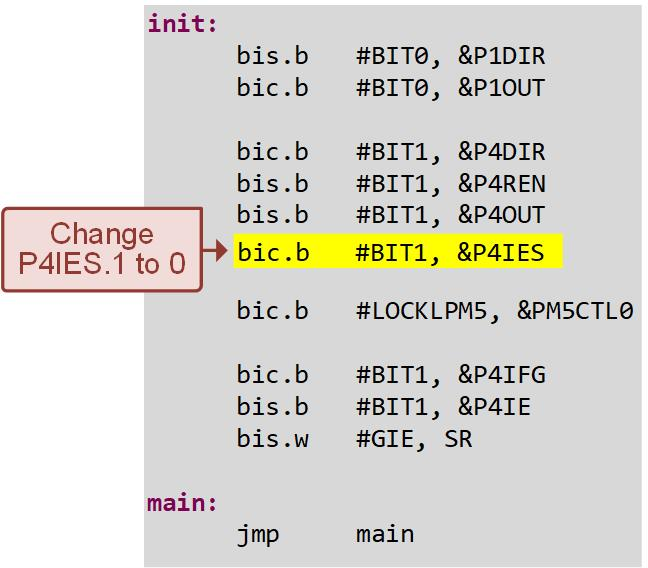 init:
bis.b #BIT0, &P1DIR
bic.b #BIT0, &P1OUT
bic.b #BIT1, &P4DIR
bis.b #BIT1, &P4REN
bis.b #BIT1, &P4OUT
Change
P4IES.1 to 0
bic.b #BIT1, &P4IES
bic.b #LOCKLPM5, &PM5CTL0
bic.b #BIT1, &P4IFG
bis.b #BIT1, &P4IE
bis.w #GIE, SR
main:
jmp main